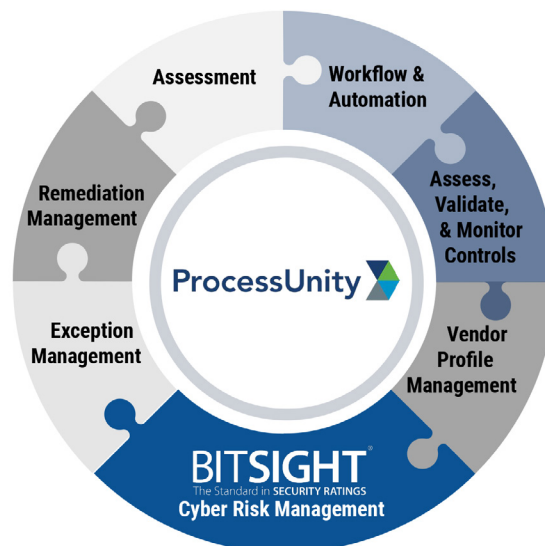 Assessment
Workflow &
Automation
Assess,
Validate,
& Monitor
Controls
Vendor
Profile
Management
BITSIGHT®
The Standard in SECURITY RATINGS
Cyber Risk Management
Exception
Management
Remediation
Management
ProcessUnity